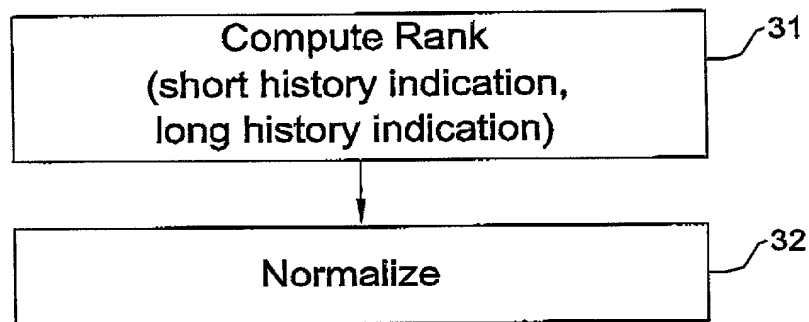 Compute Rank
(short history indication,
long history indication)
31
Normalize
32